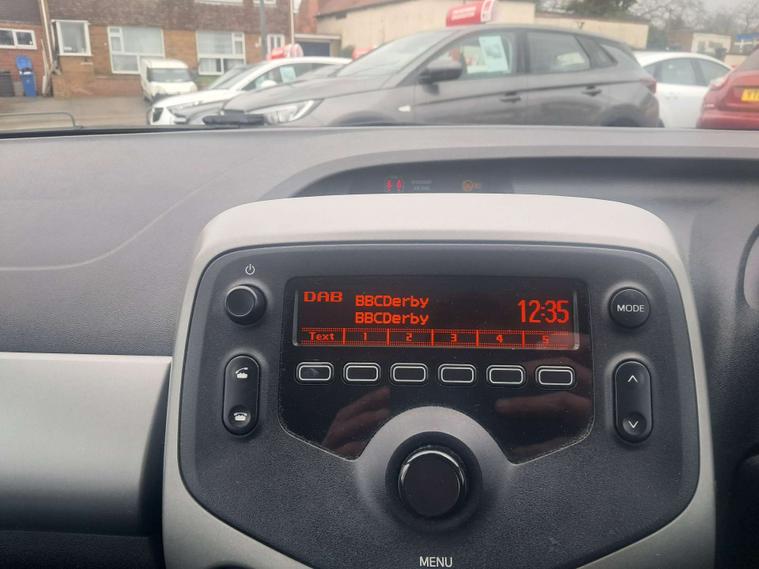 DAB BBCDerby 12:35
BBCDerby
Text 1 2 3 4 5
MODE
MENU